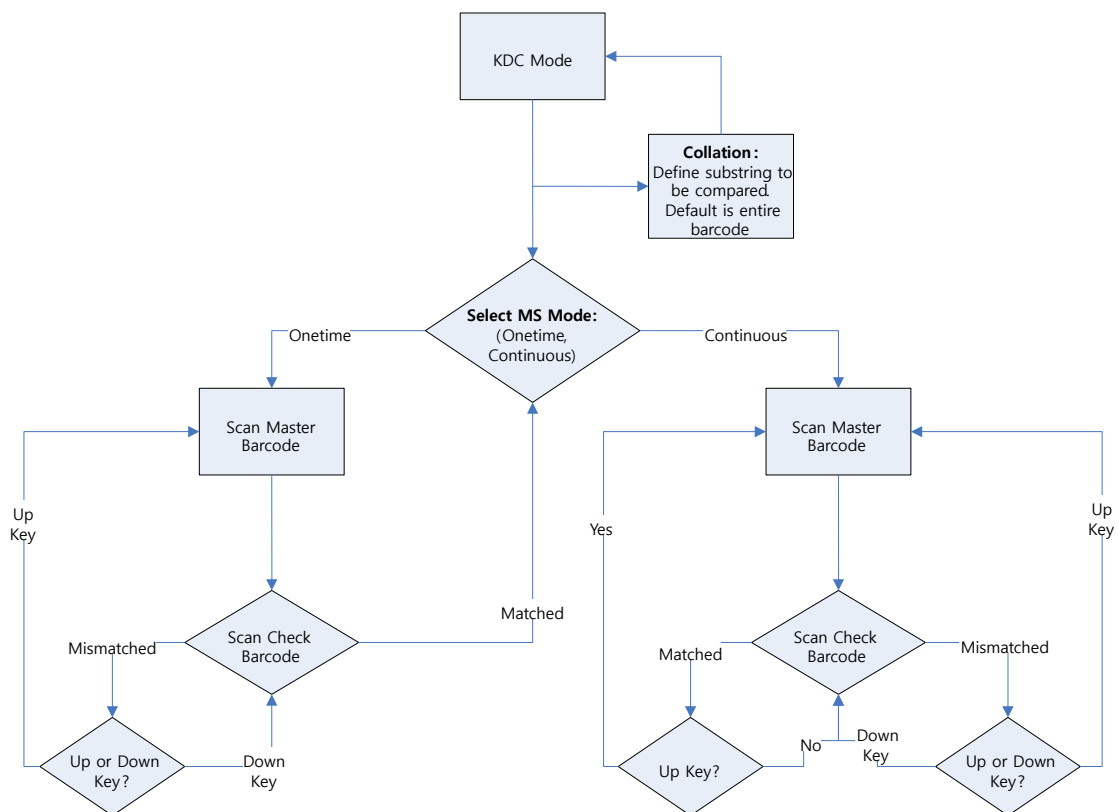 KDC Mode
Collation:
Define substring to
be compared.
Default is entire
barcode
Select MS Mode:
(Onetime,
Continuous)
Onetime
Continuous
Scan Master
Barcode
Scan Master
Barcode
Up
Key
Yes
Up
Key
Matched
Scan Check
Barcode
Mismatched
Scan Check
Barcode
Matched
Mismatched
Up or Down
Key?
Down
Key
Up Key?
No
Down
Key
Up or Down
Key?